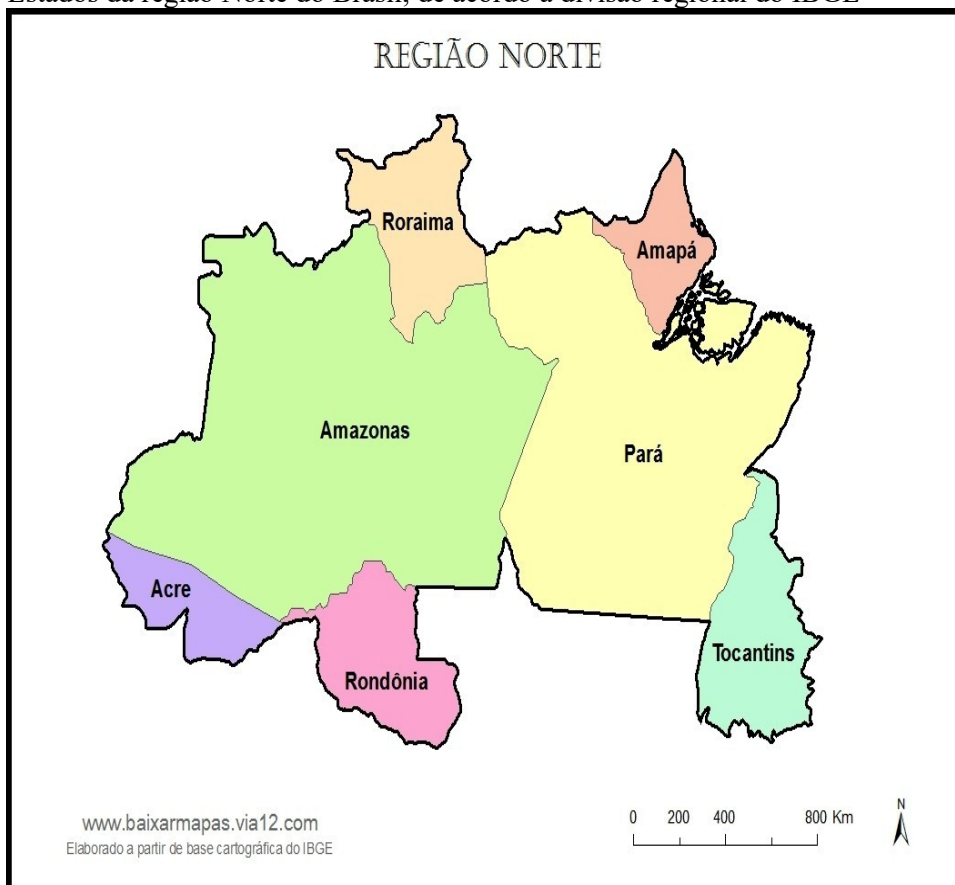 Estados da região Norte do Brasil, de acordo a divisão regional do IBGE
REGIÃO NORTE
Roraima
Amapá
Amazonas
Pará
Acre
Rondônia
Tocantins
www.baixarmapas.via12.com
Elaborado a partir de base cartográfica do IBGE
0 200 400 800 Km
N